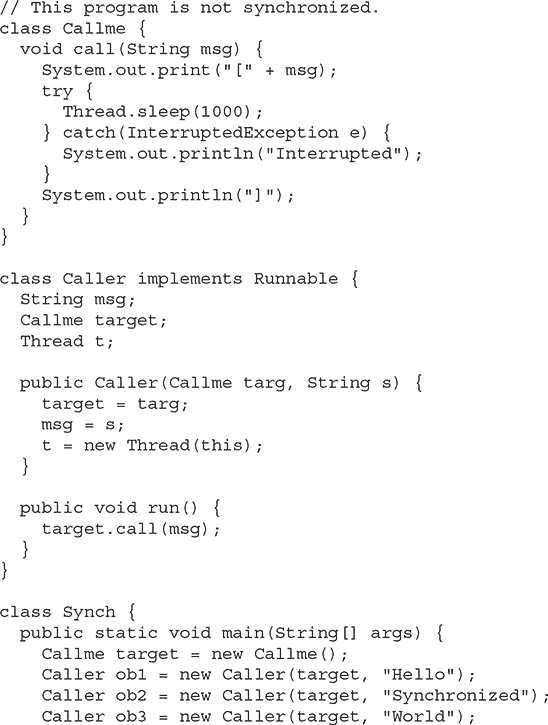 // This program is not synchronized.
class Callme {
  void call(String msg) {
    System.out.print("[" + msg);
    try {
      Thread.sleep(1000);
    } catch(InterruptedException e) {
      System.out.println("Interrupted");
    }
    System.out.println("]");
  }
}

class Caller implements Runnable {
  String msg;
  Callme target;
  Thread t;

  public Caller(Callme targ, String s) {
    target = targ;
    msg = s;
    t = new Thread(this);
  }

  public void run() {
    target.call(msg);
  }
}

class Synch {
  public static void main(String[] args) {
    Callme target = new Callme();
    Caller ob1 = new Caller(target, "Hello");
    Caller ob2 = new Caller(target, "Synchronized");
    Caller ob3 = new Caller(target, "World");